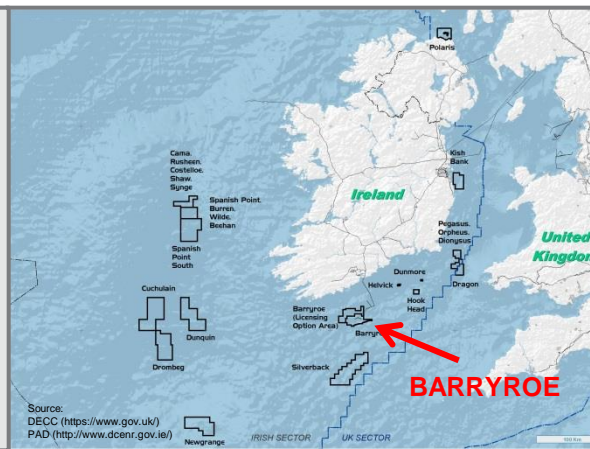 Polaris
Cama.
Rusheen.
Costelloe.
Shaw.
Synge
Kish
Bank
Spanish Point.
Burren.
Wilde.
Beehan
Ireland
Pegasus.
Orpheus.
Dionysus
United
Kingdom
Spanish
Point
South
Dunmore
Helvick
Dragon
Hook
Head
Cuchulain
Barryroe
(Licensing
Option Area)
Dunquin
Drombeg
Silverback
BARRYROE
Source:
DECC (https://www.gov.uk/)
PAD (http://www.dcenr.gov.ie/)
Newgrange
IRISH SECTOR
UK SECTOR